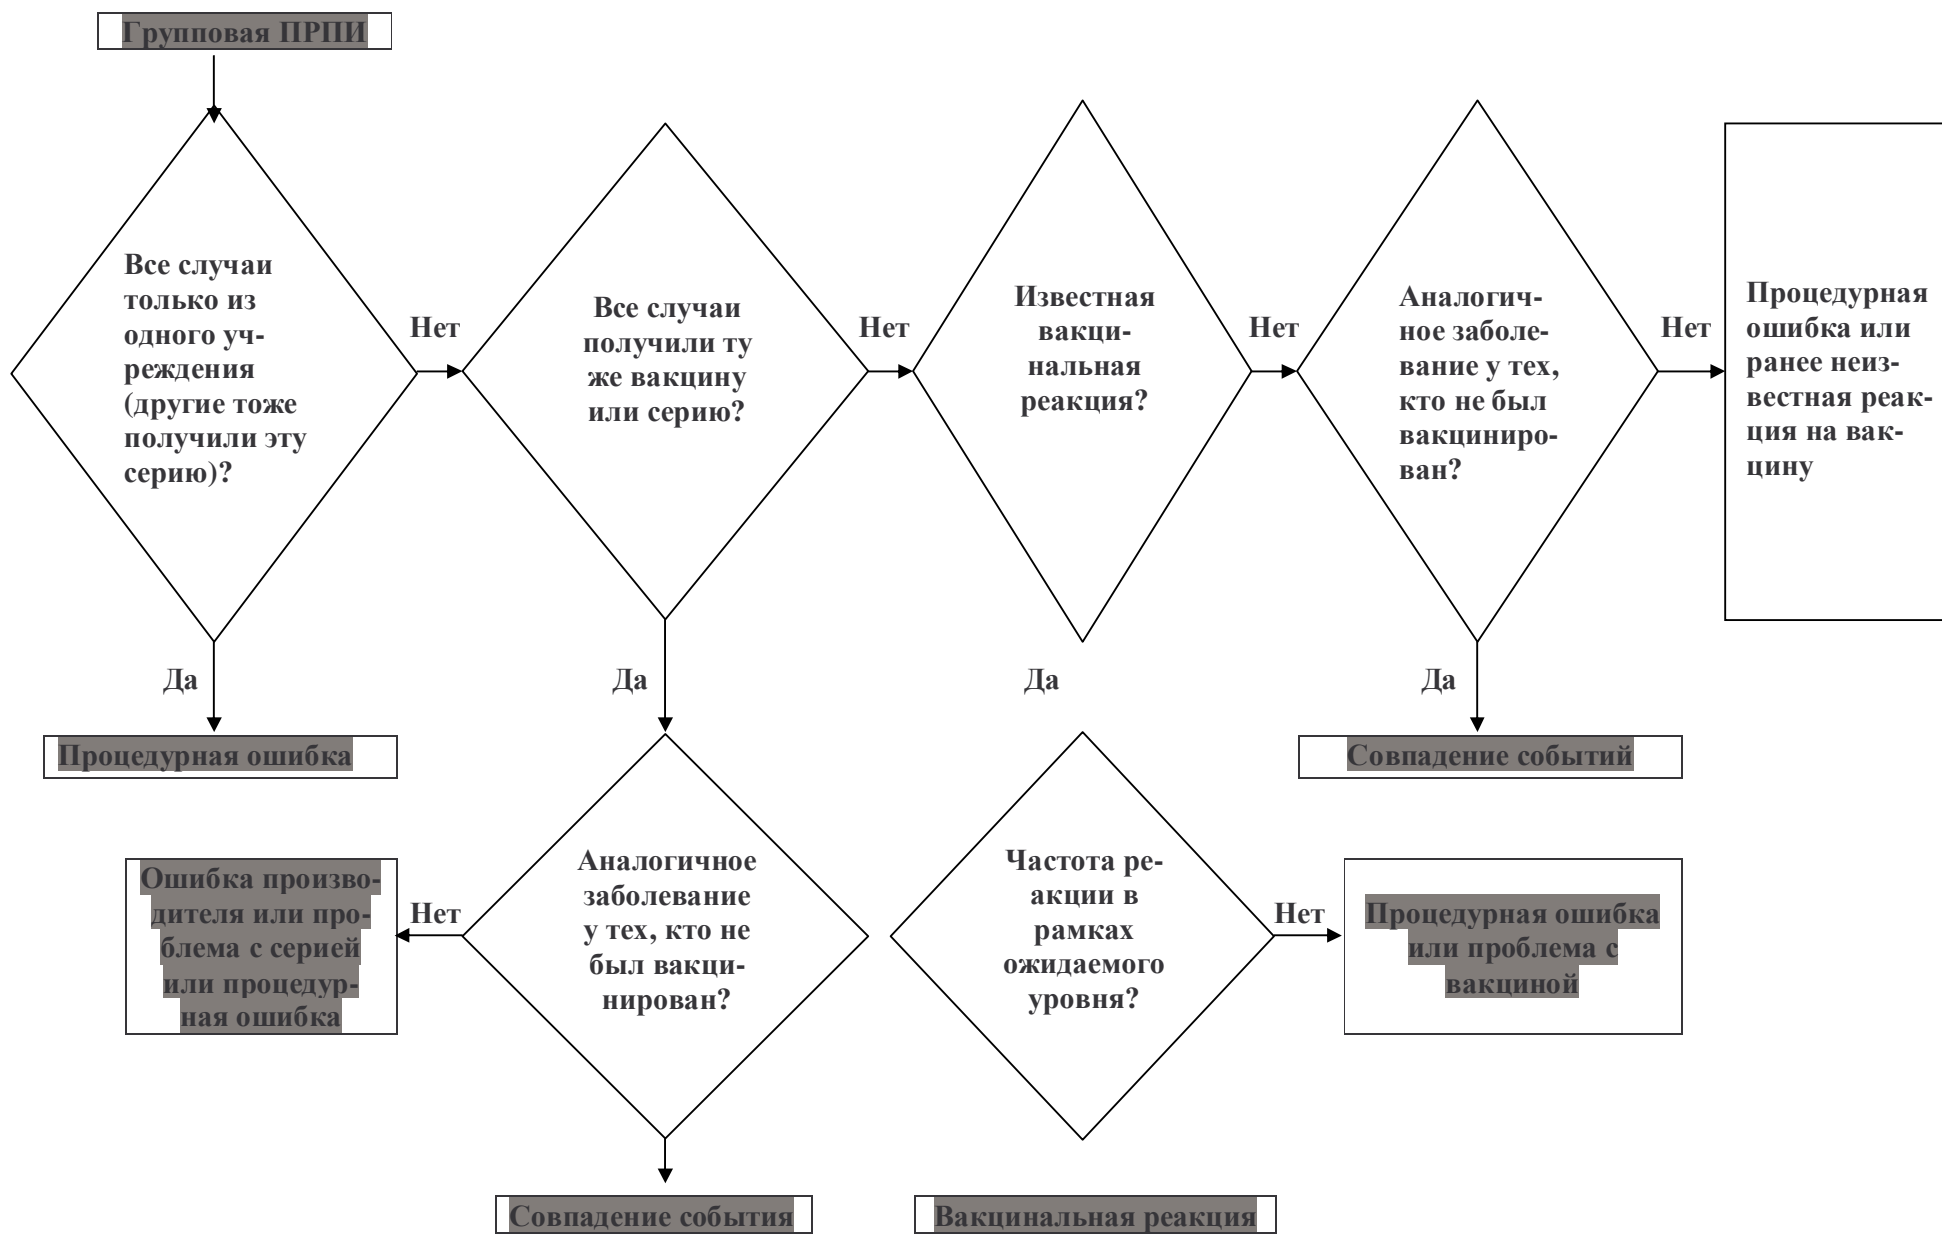 Групповая ПРПИ
Все случаи
только из
одного уч-
реждения
(другие тоже
получили эту
серию)?
Нет
Все случаи
получили ту
же вакцину
или серию?
Нет
Известная
вакци-
нальная
реакция?
Нет
Аналогич-
ное заболе-
вание у тех,
кто не был
вакциниро-
ван?
Нет
Процедурная
ошибка или
ранее неиз-
вестная реак-
ция на вак-
цину
Да
Да
Да
Да
Процедурная ошибка
Совпадение событий
Ошибка произво-
дителя или про-
блема с серией
или процедур-
ная ошибка
Нет
Аналогичное
заболевание
у тех, кто не
был вакци-
нирован?
Частота ре-
акции в
рамках
ожидаемого
уровня?
Нет
Процедурная ошибка
или проблема с
вакциной
Совпадение события
Вакцинальная реакция